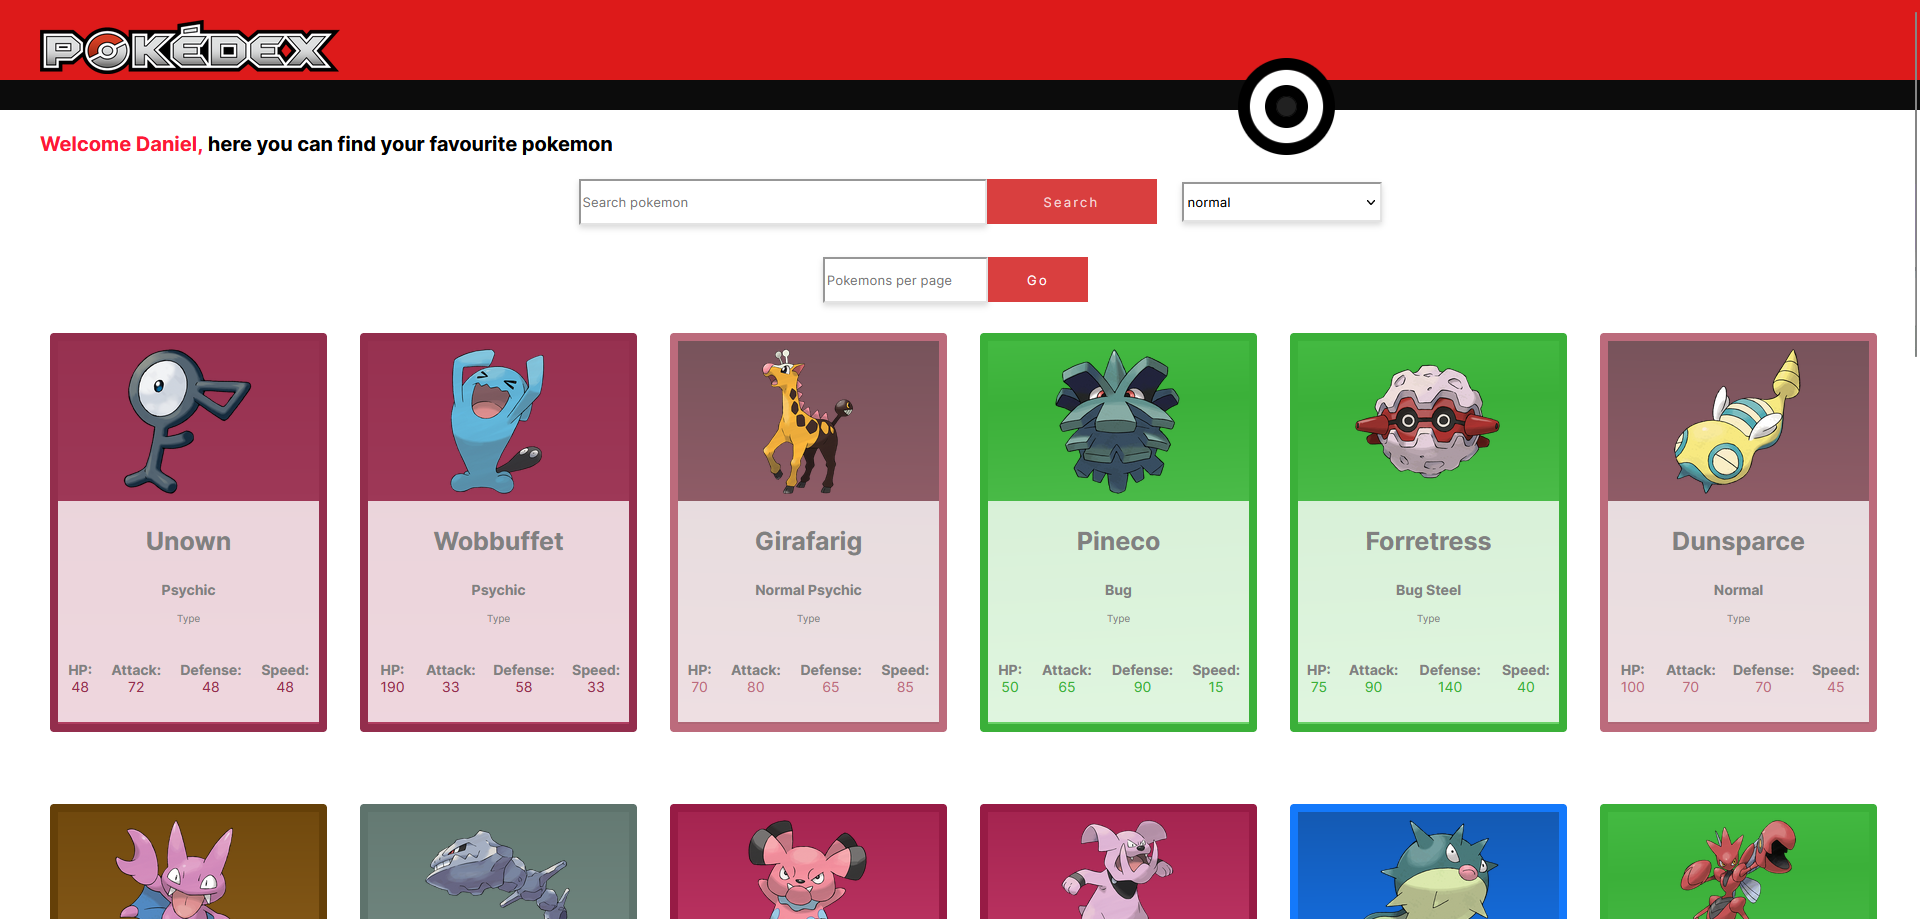 POKÉDEX
Welcome Daniel, here you can find your favourite pokemon
Search pokemon
Search
normal
Pokemons per page
Go
Unown
Psychic
Type
HP: Attack: Defense: Speed:
48 72 48 48
Wobbuffet
Psychic
Type
HP: Attack: Defense: Speed:
190 33 58 33
Girafarig
Normal Psychic
Type
HP: Attack: Defense: Speed:
70 80 65 85
Pineco
Bug
Type
HP: Attack: Defense: Speed:
50 65 90 15
Forretress
Bug Steel
Type
HP: Attack: Defense: Speed:
75 90 140 40
Dunsparce
Normal
Type
HP: Attack: Defense: Speed:
100 70 70 45